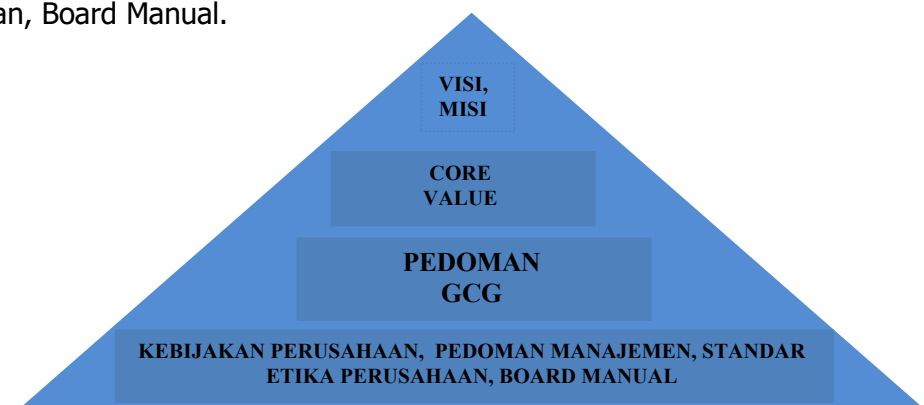 an, Board Manual.
VISI,
MISI
CORE
VALUE
PEDOMAN
GCG
KEBIJAKAN PERUSAHAAN, PEDOMAN MANAJEMEN, STANDAR
ETIKA PERUSAHAAN, BOARD MANUAL